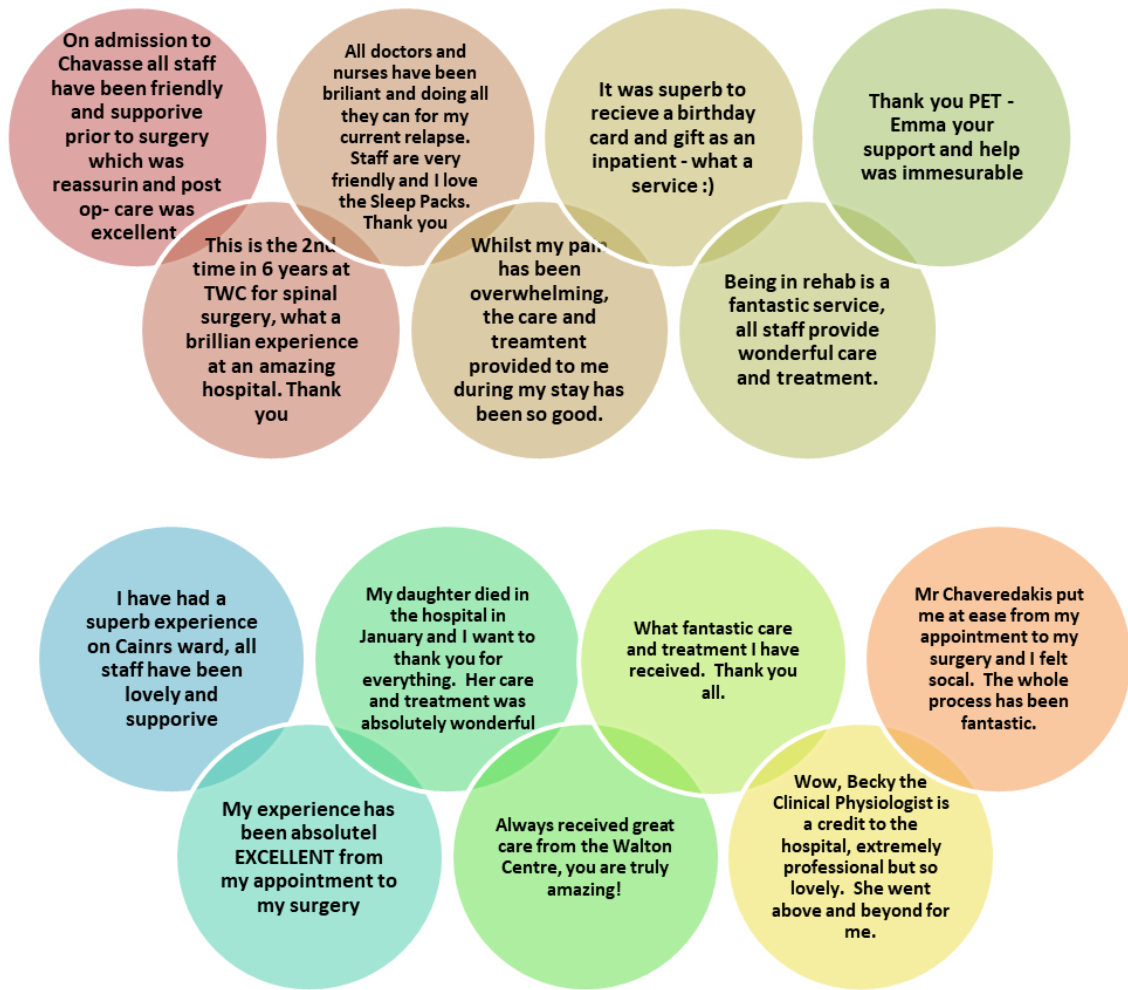 On admission to
Chavasse all staff
have been friendly
and supporive
prior to surgery
which was
reassurin and post
op- care was
excellent
All doctors and
nurses have been
briliant and doing all
they can for my
current relapse.
Staff are very
friendly and I love
the Sleep Packs.
Thank you
It was superb to
recieve a birthday
card and gift as an
inpatient - what a
service :)
Thank you PET -
Emma your
support and help
was immesurable
This is the 2nd
time in 6 years at
TWC for spinal
surgery, what a
brillian experience
at an amazing
hospital. Thank
you
Whilst my pain
has been
overwhelming,
the care and
treamtent
provided to me
during my stay has
been so good.
Being in rehab is a
fantastic service,
all staff provide
wonderful care
and treatment.
I have had a
superb experience
on Cainrs ward, all
staff have been
lovely and
supporive
My daughter died in
the hospital in
January and I want to
thank you for
everything.  Her care
and treatment was
absolutely wonderful
What fantastic care
and treatment I have
received.  Thank you
all.
Mr Chaveredakis put
me at ease from my
appointment to my
surgery and I felt
socal.  The whole
process has been
fantastic.
My experience has
been absolutel
EXCELLENT from
my appointment to
my surgery
Always received great
care from the Walton
Centre, you are truly
amazing!
Wow, Becky the
Clinical Physiologist is
a credit to the
hospital, extremely
professional but so
lovely.  She went
above and beyond for
me.